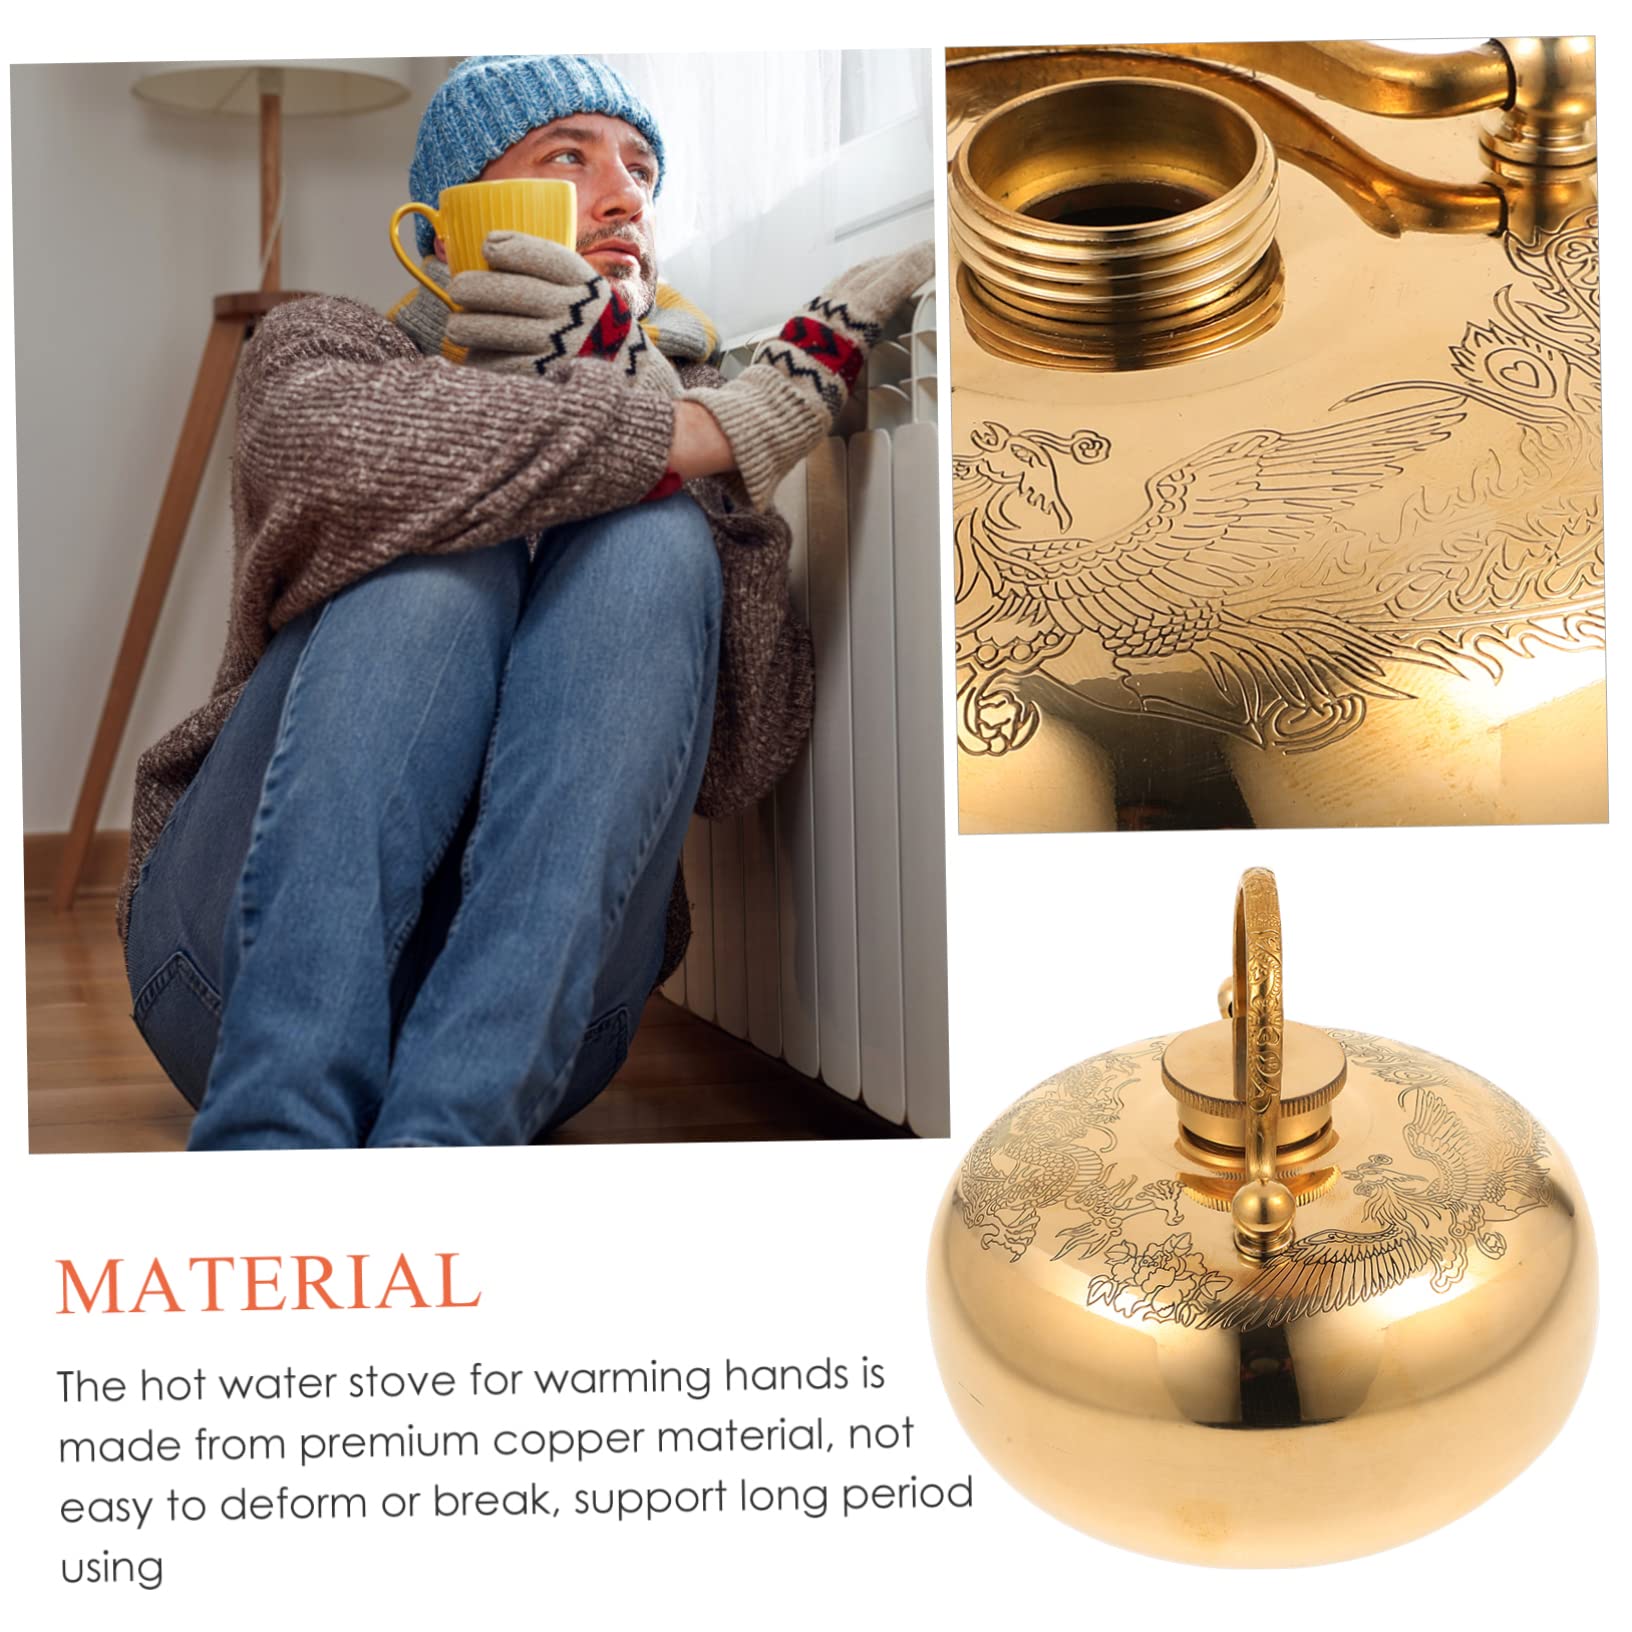 MATERIAL
The hot water stove for warming hands is
made from premium copper material, not
easy to deform or break, support long period
using